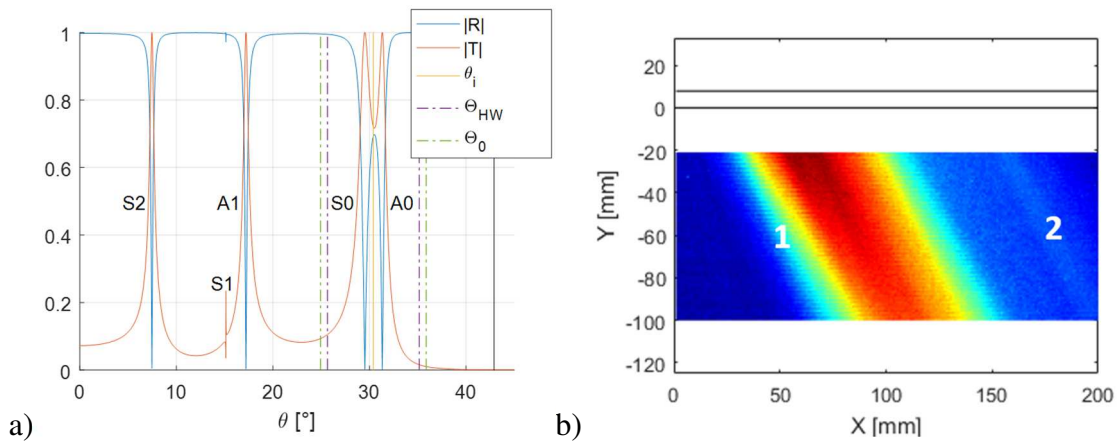 |R|
|T|
θi
ΘHW
Θ0
1
0.8
0.6
0.4
0.2
0
S2
A1
S0
A0
S1
0 10 20 30 40
θ [°]
a)
20
0
-20
-40
-60
-80
-100
-120
Y [mm]
1
2
0 50 100 150 200
X [mm]
b)